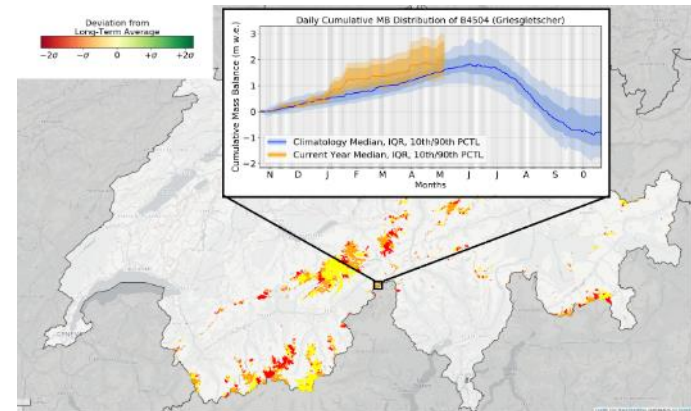 Deviation from
Long-Term Average
−2σ −σ 0 +σ +2σ
Daily Cumulative MB Distribution of B4504 (Griesgletscher)
Cumulative Mass Balance (m w.e.)
3
2
1
0
−1
−2
Climatology Median, IQR, 10th/90th PCTL
Current Year Median, IQR, 10th/90th PCTL
N D J F M A M J J A S O
Months